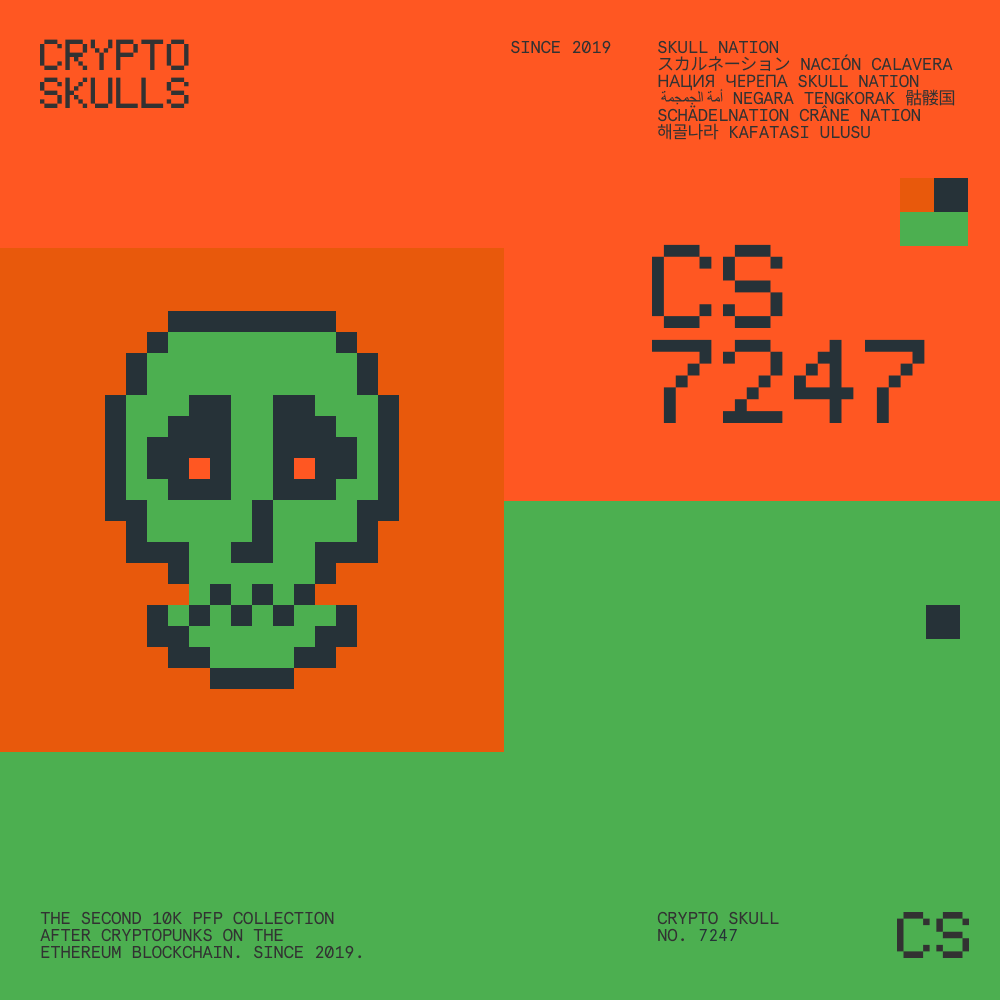 CRYPTO
SKULLS
SINCE 2019
SKULL NATION
スカルネーション NACIÓN CALAVERA
НАЦИЯ ЧЕРЕПА SKULL NATION
أمة الجمجمة NEGARA TENGKORAK 骷髅国
SCHÄDELNATION CRÂNE NATION
해골나라 KAFATASI ULUSU
CS
7247
THE SECOND 10K PFP COLLECTION
AFTER CRYPTOPUNKS ON THE
ETHEREUM BLOCKCHAIN. SINCE 2019.
CRYPTO SKULL
NO. 7247
CS